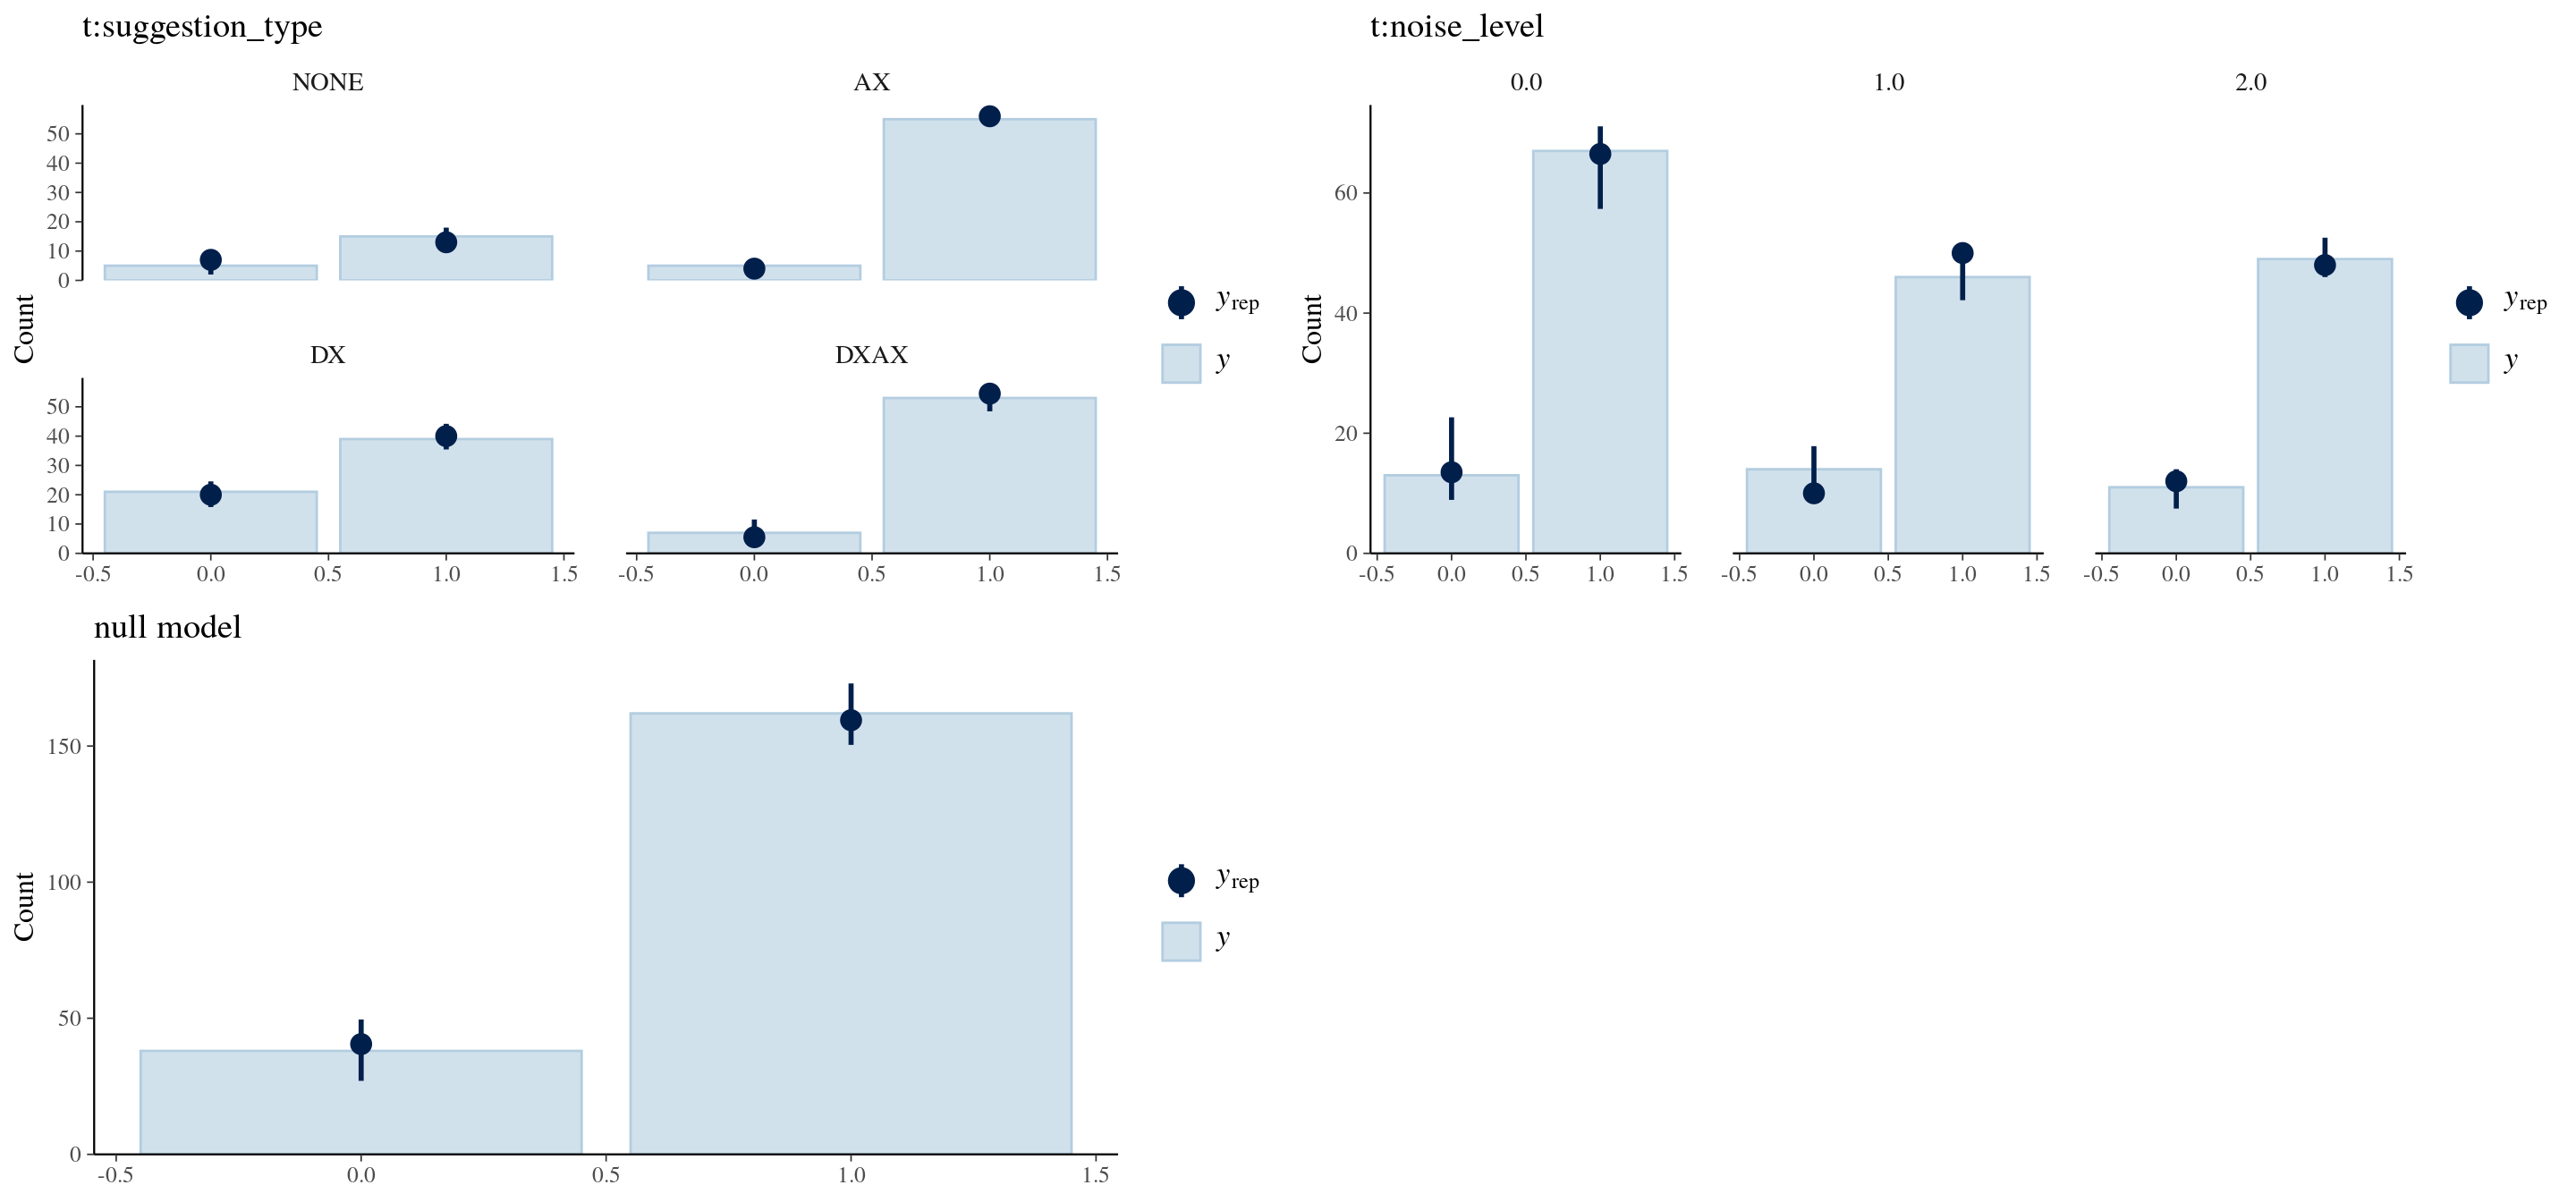 t:suggestion_type
NONE AX
50
40
30
20
10
0
DX DXAX
50
40
30
20
10
0
-0.5 0.0 0.5 1.0 1.5 -0.5 0.0 0.5 1.0 1.5
Count
yrep
y
t:noise_level
0.0 1.0 2.0
60
40
20
0
-0.5 0.0 0.5 1.0 1.5 -0.5 0.0 0.5 1.0 1.5 -0.5 0.0 0.5 1.0 1.5
Count
yrep
y
null model
150
100
50
0
-0.5 0.0 0.5 1.0 1.5
Count
yrep
y